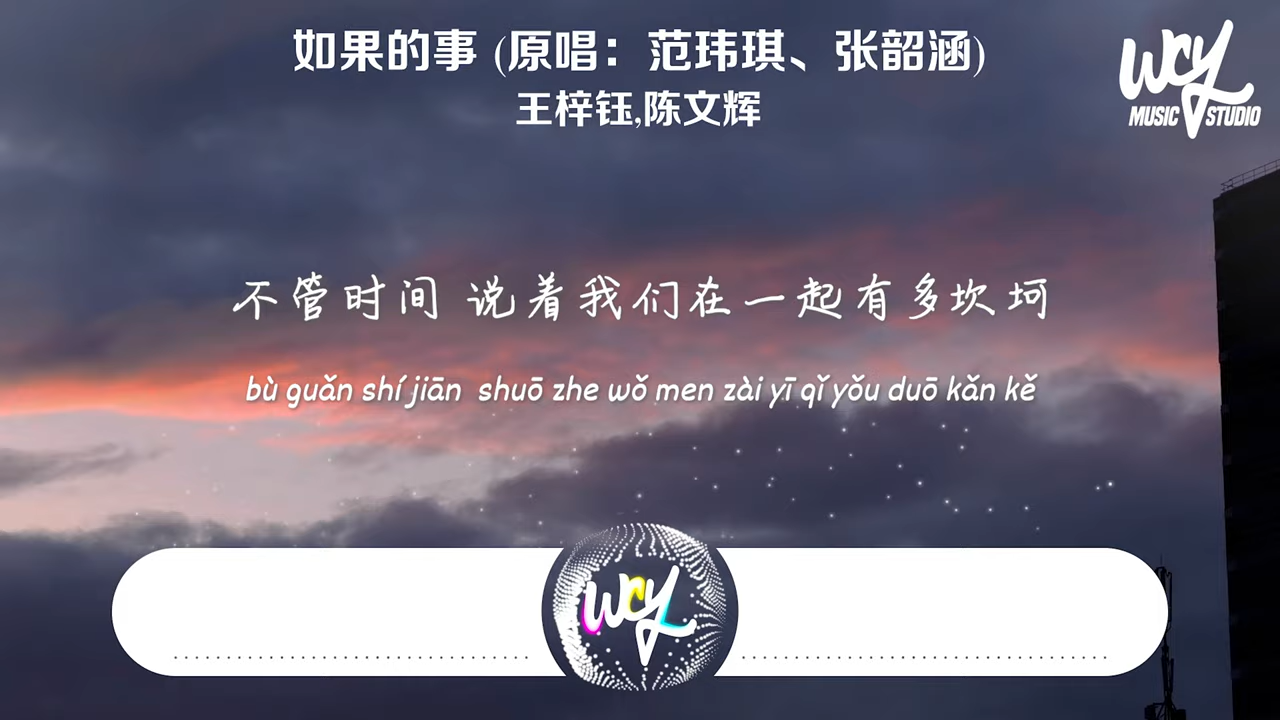 如果的事 (原唱：范玮琪、张韶涵)
王梓钰,陈文辉
WCY
MUSIC STUDIO
不管时间 说着我们在一起有多坎坷
bù guǎn shí jiān shuō zhe wǒ men zài yī qǐ yǒu duō kǎn kě
WCY